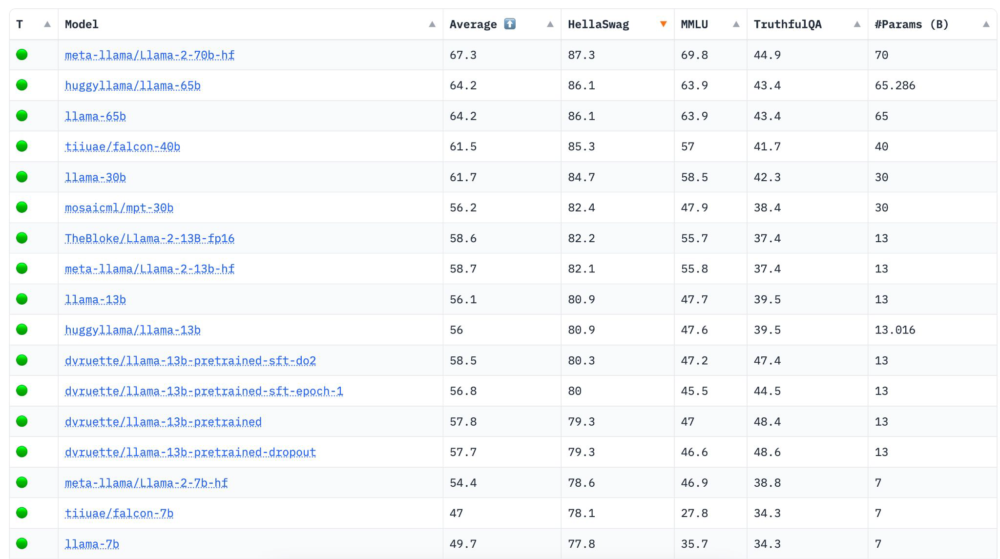 T Model Average HellaSwag MMLU TruthfulQA #Params (B)
meta-llama/Llama-2-70b-hf 67.3 87.3 69.8 44.9 70
huggyllama/llama-65b 64.2 86.1 63.9 43.4 65.286
llama-65b 64.2 86.1 63.9 43.4 65
tiiuae/falcon-40b 61.5 85.3 57 41.7 40
llama-30b 61.7 84.7 58.5 42.3 30
mosaicml/mpt-30b 56.2 82.4 47.9 38.4 30
TheBloke/Llama-2-13B-fp16 58.6 82.2 55.7 37.4 13
meta-llama/Llama-2-13b-hf 58.7 82.1 55.8 37.4 13
llama-13b 56.1 80.9 47.7 39.5 13
huggyllama/llama-13b 56 80.9 47.6 39.5 13.016
dvruette/llama-13b-pretrained-sft-do2 58.5 80.3 47.2 47.4 13
dvruette/llama-13b-pretrained-sft-epoch-1 56.8 80 45.5 44.5 13
dvruette/llama-13b-pretrained 57.8 79.3 47 48.4 13
dvruette/llama-13b-pretrained-dropout 57.7 79.3 46.6 48.6 13
meta-llama/Llama-2-7b-hf 54.4 78.6 46.9 38.8 7
tiiuae/falcon-7b 47 78.1 27.8 34.3 7
llama-7b 49.7 77.8 35.7 34.3 7